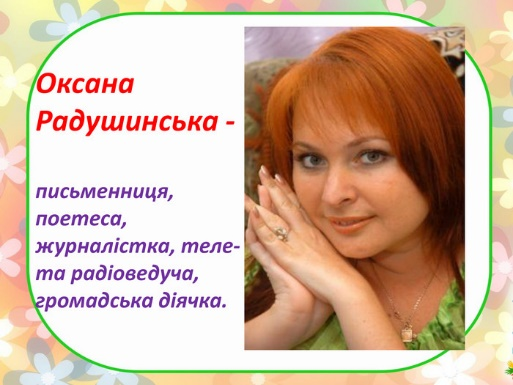 Оксана
Радушинська -
письменниця,
поетеса,
журналістка, теле-
та радіоведуча,
громадська діячка.